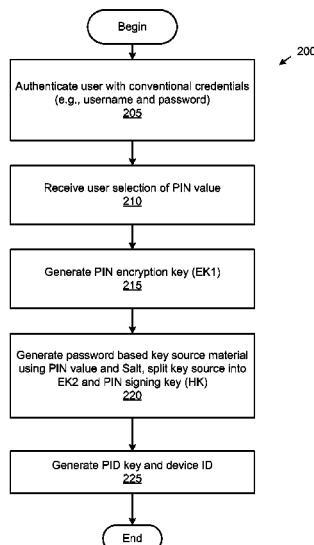 Begin
200
Authenticate user with conventional credentials
(e.g., username and password)
205
Receive user selection of PIN value
210
Generate PIN encryption key (EK1)
215
Generate password based key source material
using PIN value and Salt, split key source into
EK2 and PIN signing key (HK)
220
Generate PID key and device ID
225
End